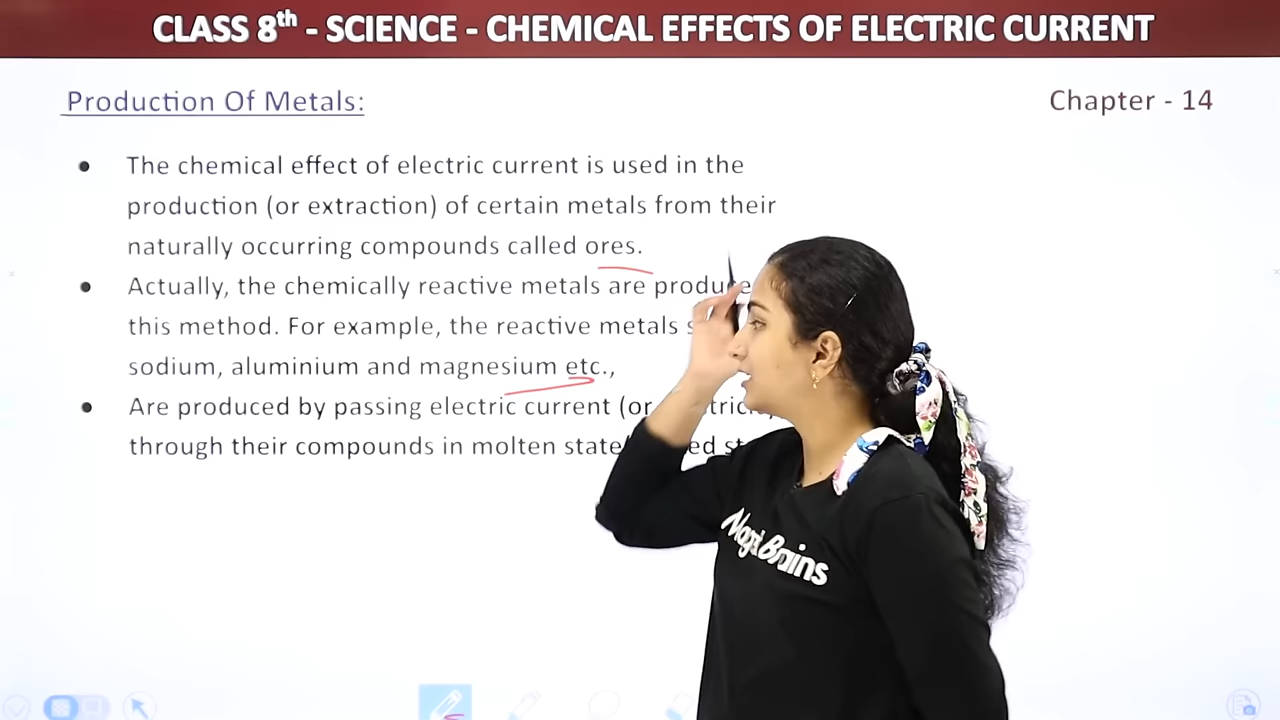 CLASS 8th - SCIENCE - CHEMICAL EFFECTS OF ELECTRIC CURRENT
Production Of Metals:
Chapter - 14
The chemical effect of electric current is used in the
production (or extraction) of certain metals from their
naturally occurring compounds called ores.
Actually, the chemically reactive metals are
this method. For example, the reactive metals
sodium, aluminium and magnesium etc.,
Are produced by passing electric current (or
through their compounds in molten
Brains